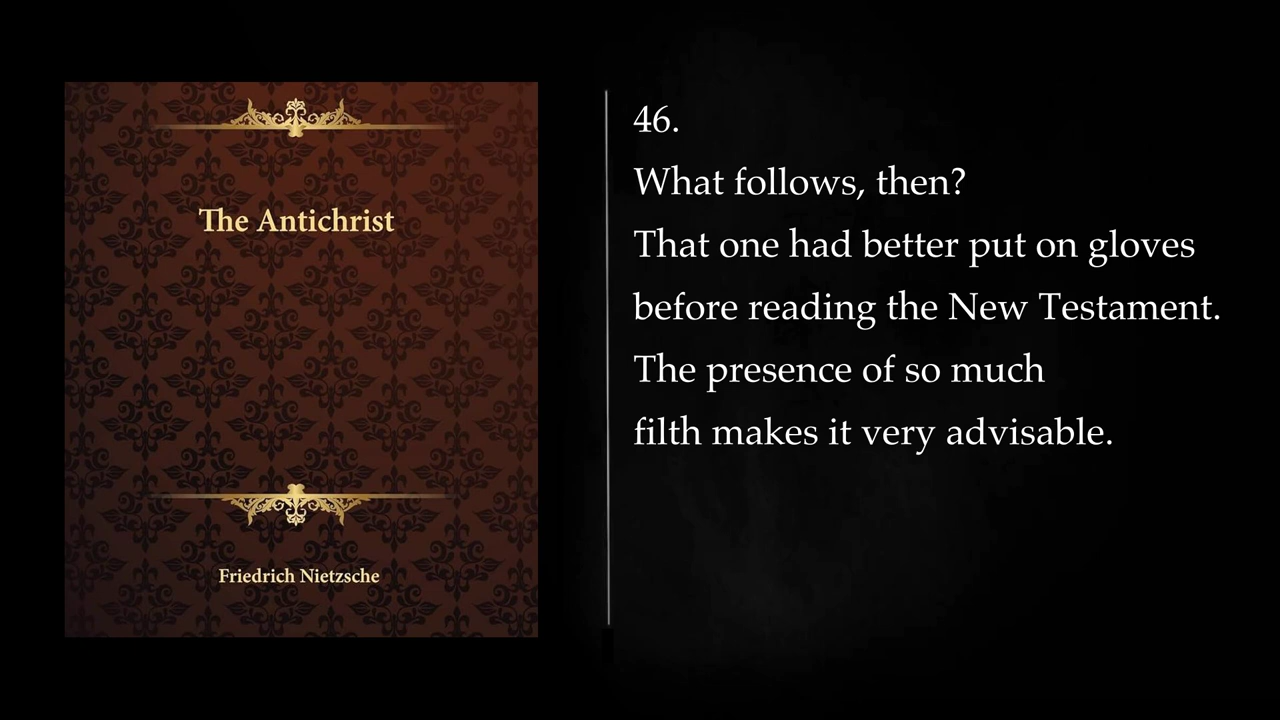 The Antichrist
Friedrich Nietzsche
46.
What follows, then?
That one had better put on gloves
before reading the New Testament.
The presence of so much
filth makes it very advisable.